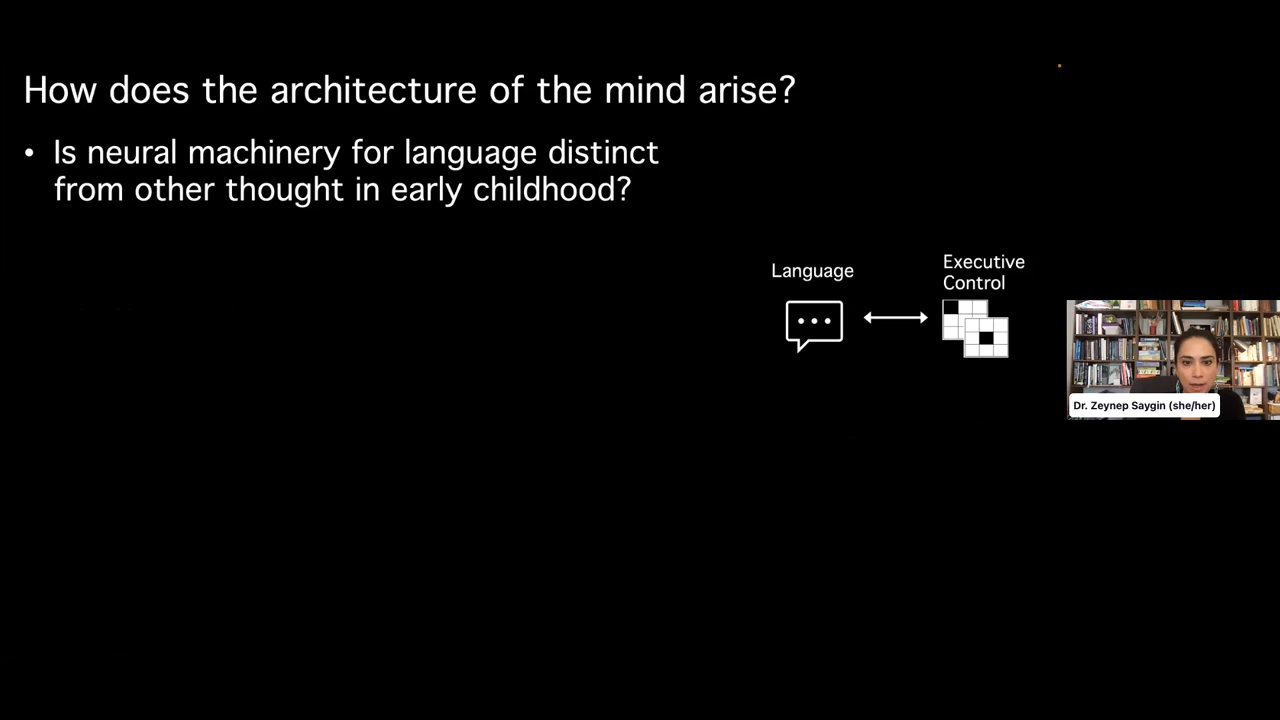 How does the architecture of the mind arise?
• Is neural machinery for language distinct
from other thought in early childhood?
Language
Executive
Control
Dr. Zeynep Saygin (she/her)